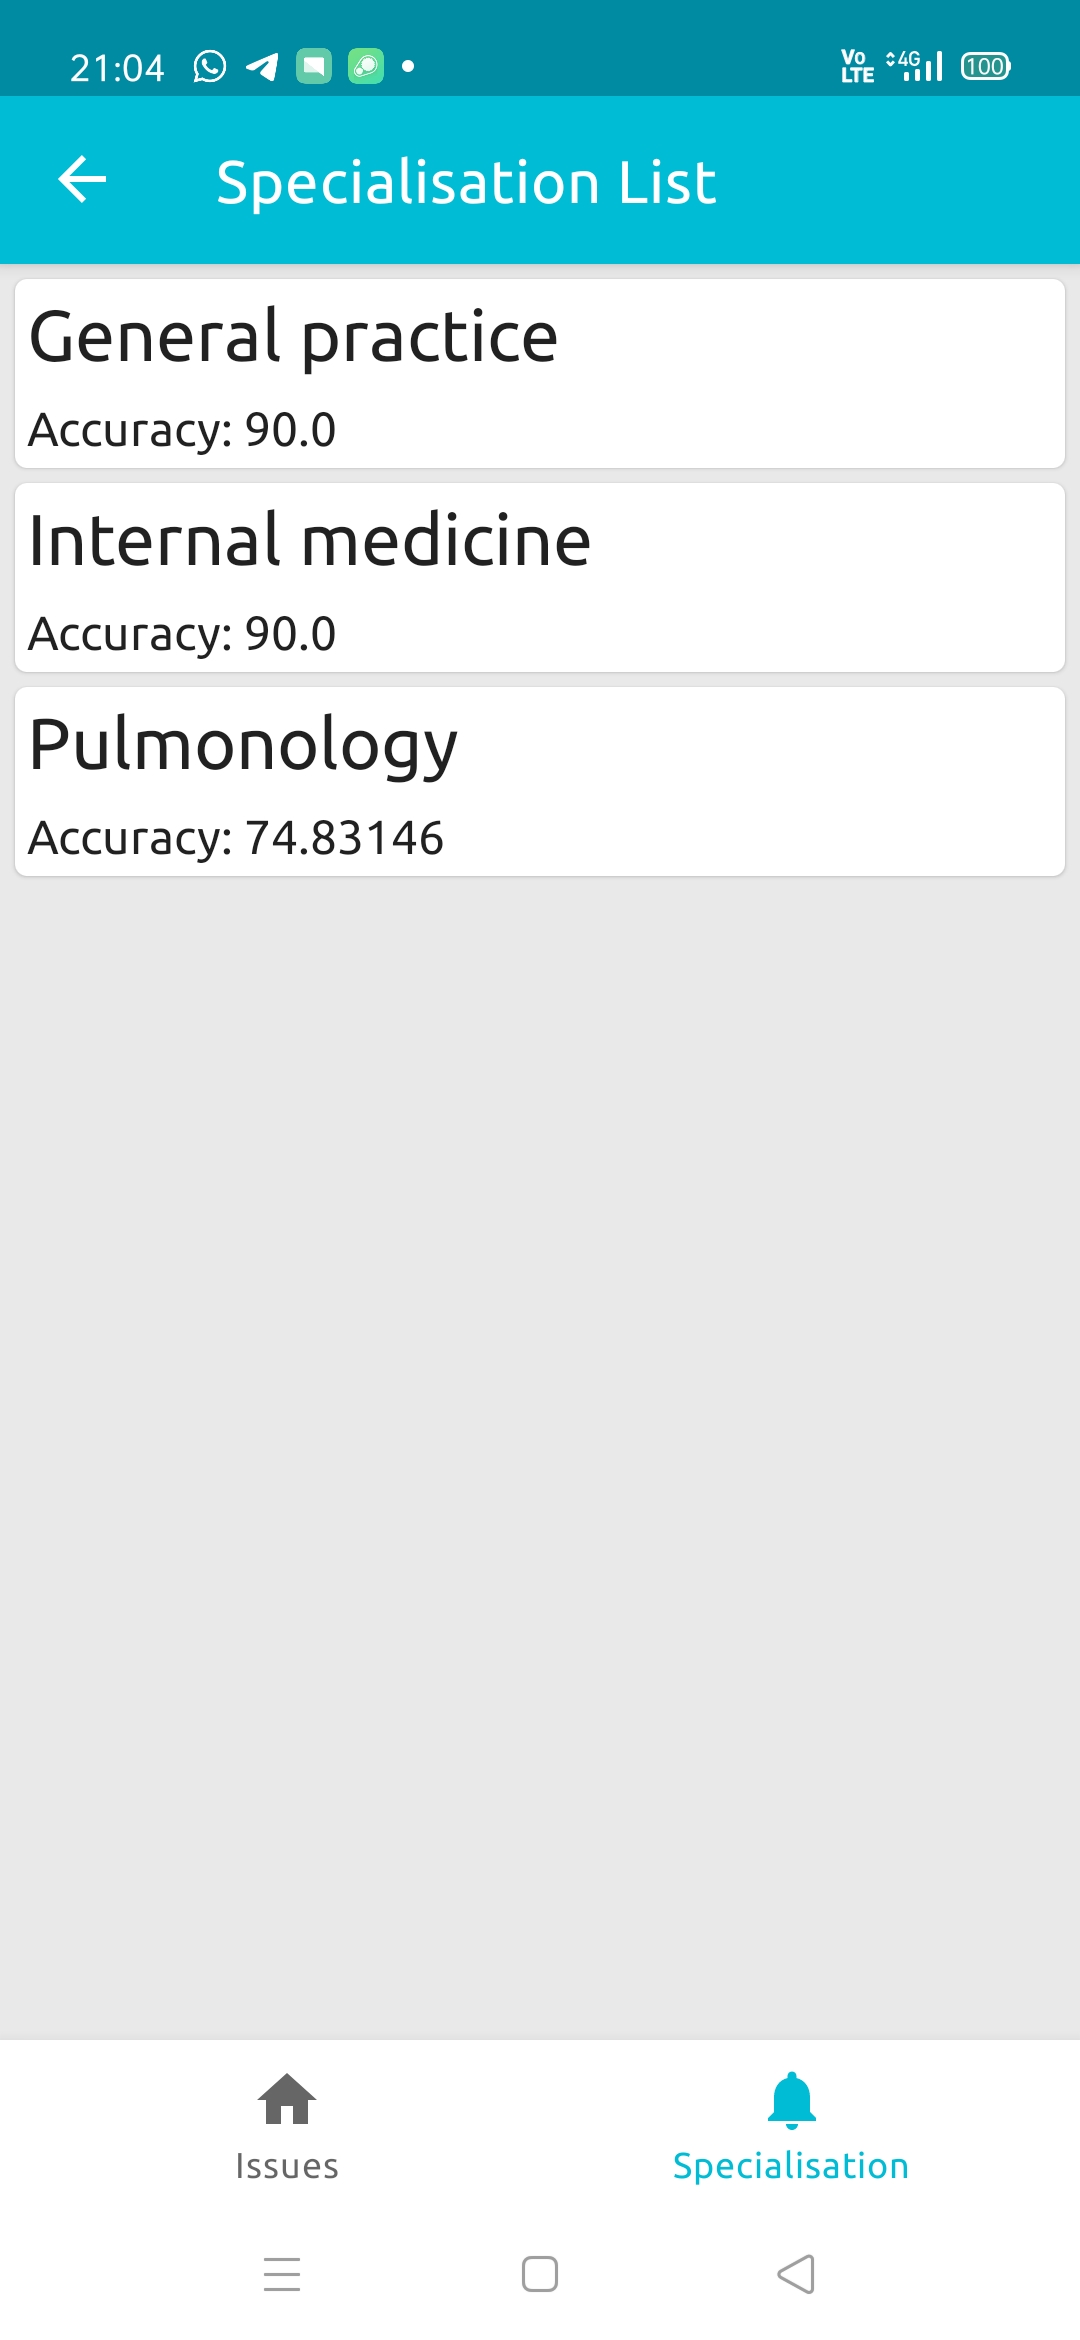 21:04
Vo
LTE
4G
100
Specialisation List
General practice
Accuracy: 90.0
Internal medicine
Accuracy: 90.0
Pulmonology
Accuracy: 74.83146
Issues
Specialisation